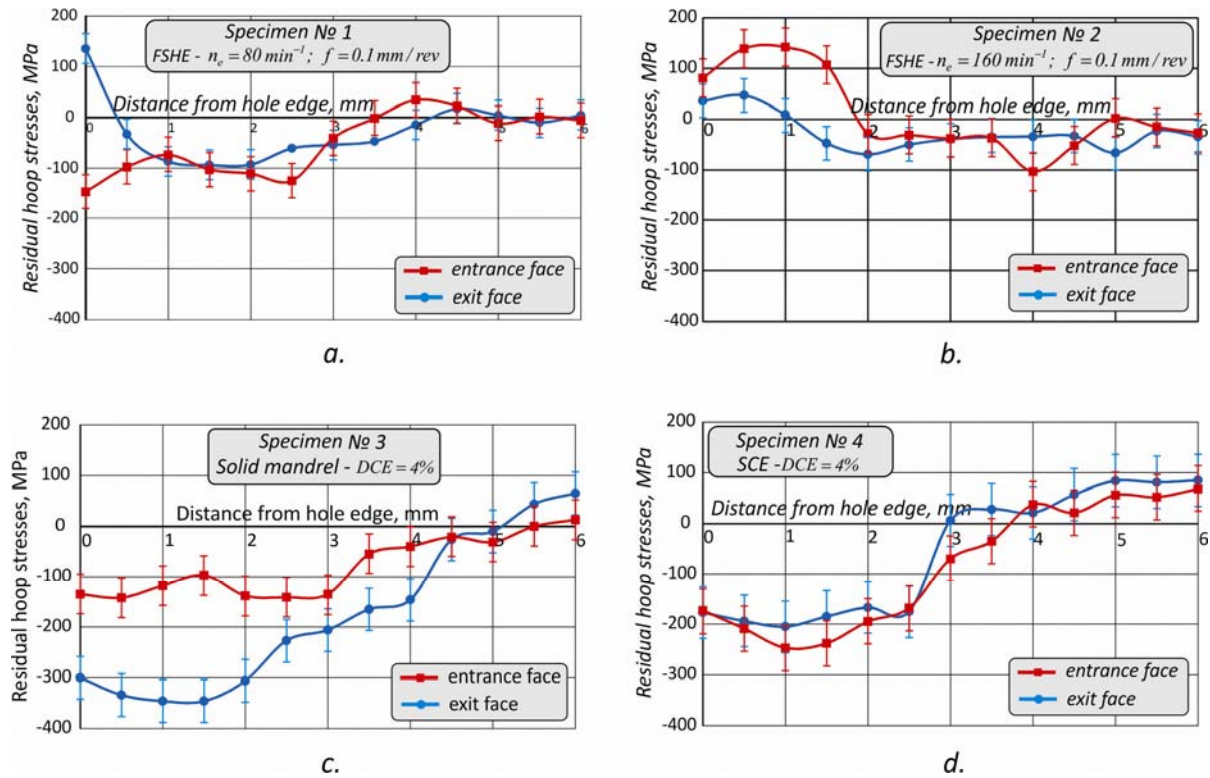 Specimen № 1
FSHE - nₑ = 80 min⁻¹; f = 0.1 mm / rev
Residual hoop stresses, MPa
200
100
0
-100
-200
-300
-400
Distance from hole edge, mm
0 1 2 3 4 5 6
entrance face
exit face
a.
Specimen № 2
FSHE - nₑ = 160 min⁻¹; f = 0.1 mm / rev
Residual hoop stresses, MPa
200
100
0
-100
-200
-300
-400
Distance from hole edge, mm
0 1 2 3 4 5 6
entrance face
exit face
b.
Specimen № 3
Solid mandrel - DCE = 4%
Residual hoop stresses, MPa
200
100
0
-100
-200
-300
-400
Distance from hole edge, mm
0 1 2 3 4 5 6
entrance face
exit face
c.
Specimen № 4
SCE - DCE = 4%
Residual hoop stresses, MPa
200
100
0
-100
-200
-300
-400
Distance from hole edge, mm
0 1 2 3 4 5 6
entrance face
exit face
d.